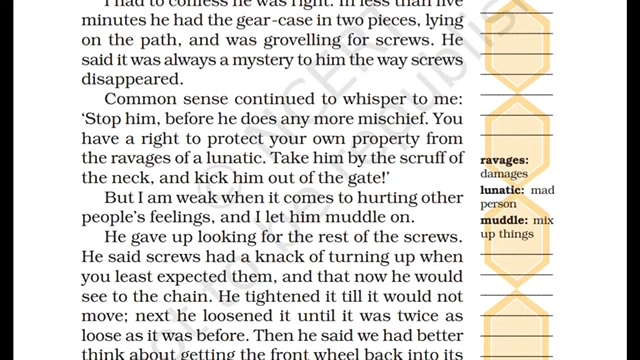 I had to confess he was right. In less than five
minutes he had the gear-case in two pieces, lying
on the path, and was grovelling for screws. He
said it was always a mystery to him the way screws
disappeared.
Common sense continued to whisper to me:
‘Stop him, before he does any more mischief. You
have a right to protect your own property from
the ravages of a lunatic. Take him by the scruff of
the neck, and kick him out of the gate!’
But I am weak when it comes to hurting other
people’s feelings, and I let him muddle on.
He gave up looking for the rest of the screws.
He said screws had a knack of turning up when
you least expected them, and that now he would
see to the chain. He tightened it till it would not
move; next he loosened it until it was twice as
loose as it was before. Then he said we had better
think about getting the front wheel back into its
ravages:
damages
lunatic: mad
person
muddle: mix
up things
© NCERT
not to be republish